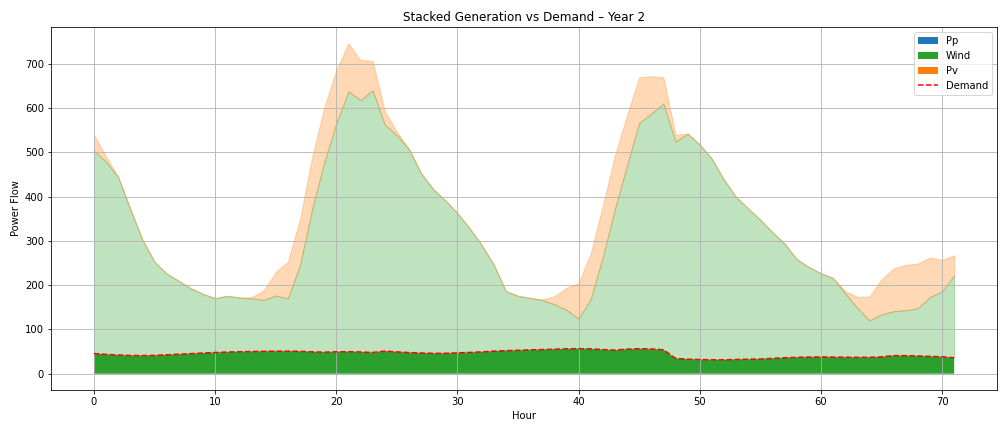 Stacked Generation vs Demand – Year 2
Power Flow
700
600
500
400
300
200
100
0
0 10 20 30 40 50 60 70
Hour
Pp
Wind
Pv
Demand